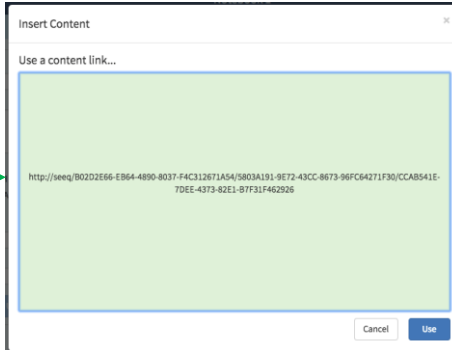 Insert Content
×
Use a content link...
http://seeq/B02D2E66-EB64-4890-8037-F4C312671A54/5803A191-9E72-43CC-8673-96FC64271F30/CCAB541E-
7DEE-4373-82E1-B7F31F462926
Cancel Use